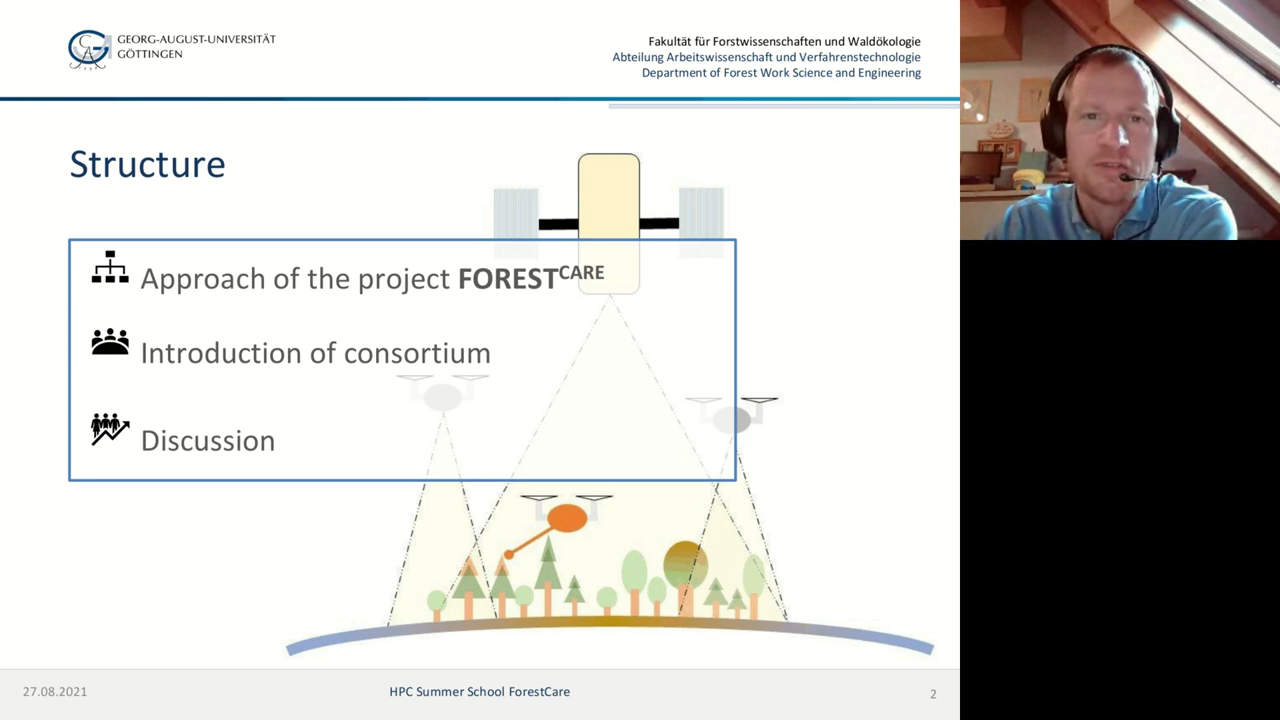 GEORG-AUGUST-UNIVERSITÄT
GÖTTINGEN
Fakultät für Forstwissenschaften und Waldökologie
Abteilung Arbeitswissenschaft und Verfahrenstechnologie
Department of Forest Work Science and Engineering
Structure
Approach of the project FORESTCARE
Introduction of consortium
Discussion
27.08.2021
HPC Summer School ForestCare
2